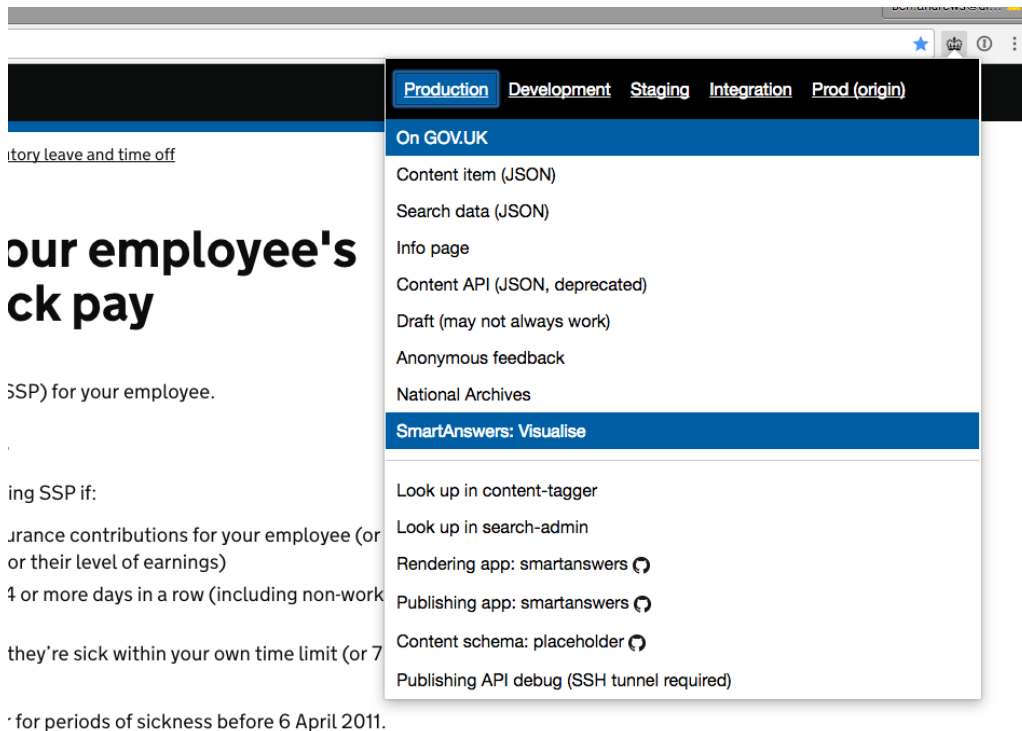 Production Development Staging Integration Prod (origin)
On GOV.UK
Content item (JSON)
Search data (JSON)
Info page
Content API (JSON, deprecated)
Draft (may not always work)
Anonymous feedback
National Archives
SmartAnswers: Visualise
Look up in content-tagger
Look up in search-admin
Rendering app: smartanswers
Publishing app: smartanswers
Content schema: placeholder
Publishing API debug (SSH tunnel required)
itory leave and time off
our employee's
ck pay
SSP) for your employee.
ing SSP if:
urance contributions for your employee (or
or their level of earnings)
4 or more days in a row (including non-work
they're sick within your own time limit (or 7
r for periods of sickness before 6 April 2011.